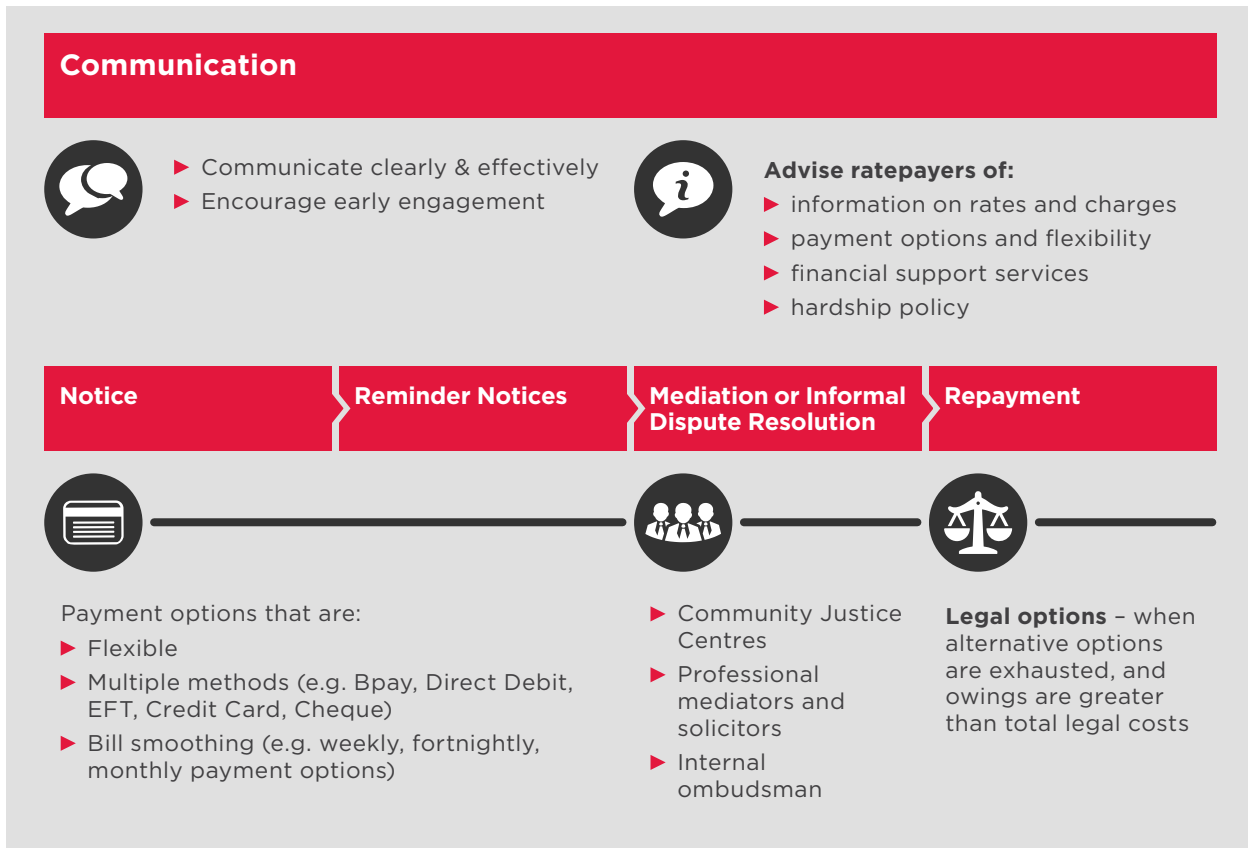 Communication
Communicate clearly & effectively
Encourage early engagement
Advise ratepayers of:
information on rates and charges
payment options and flexibility
financial support services
hardship policy
Notice
Reminder Notices
Mediation or Informal
Dispute Resolution
Repayment
Payment options that are:
Flexible
Multiple methods (e.g. Bpay, Direct Debit,
EFT, Credit Card, Cheque)
Bill smoothing (e.g. weekly, fortnightly,
monthly payment options)
Community Justice
Centres
Professional
mediators and
solicitors
Internal
ombudsman
Legal options – when
alternative options
are exhausted, and
owings are greater
than total legal costs